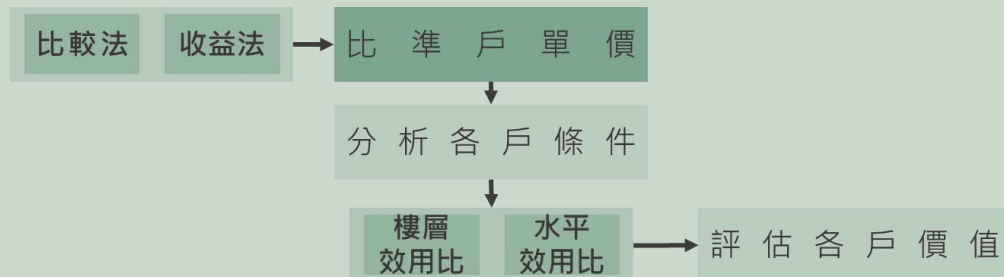 比較法
收益法
比準戶單價
分析各戶條件
樓層
效用比
水平
效用比
評估各戶價值